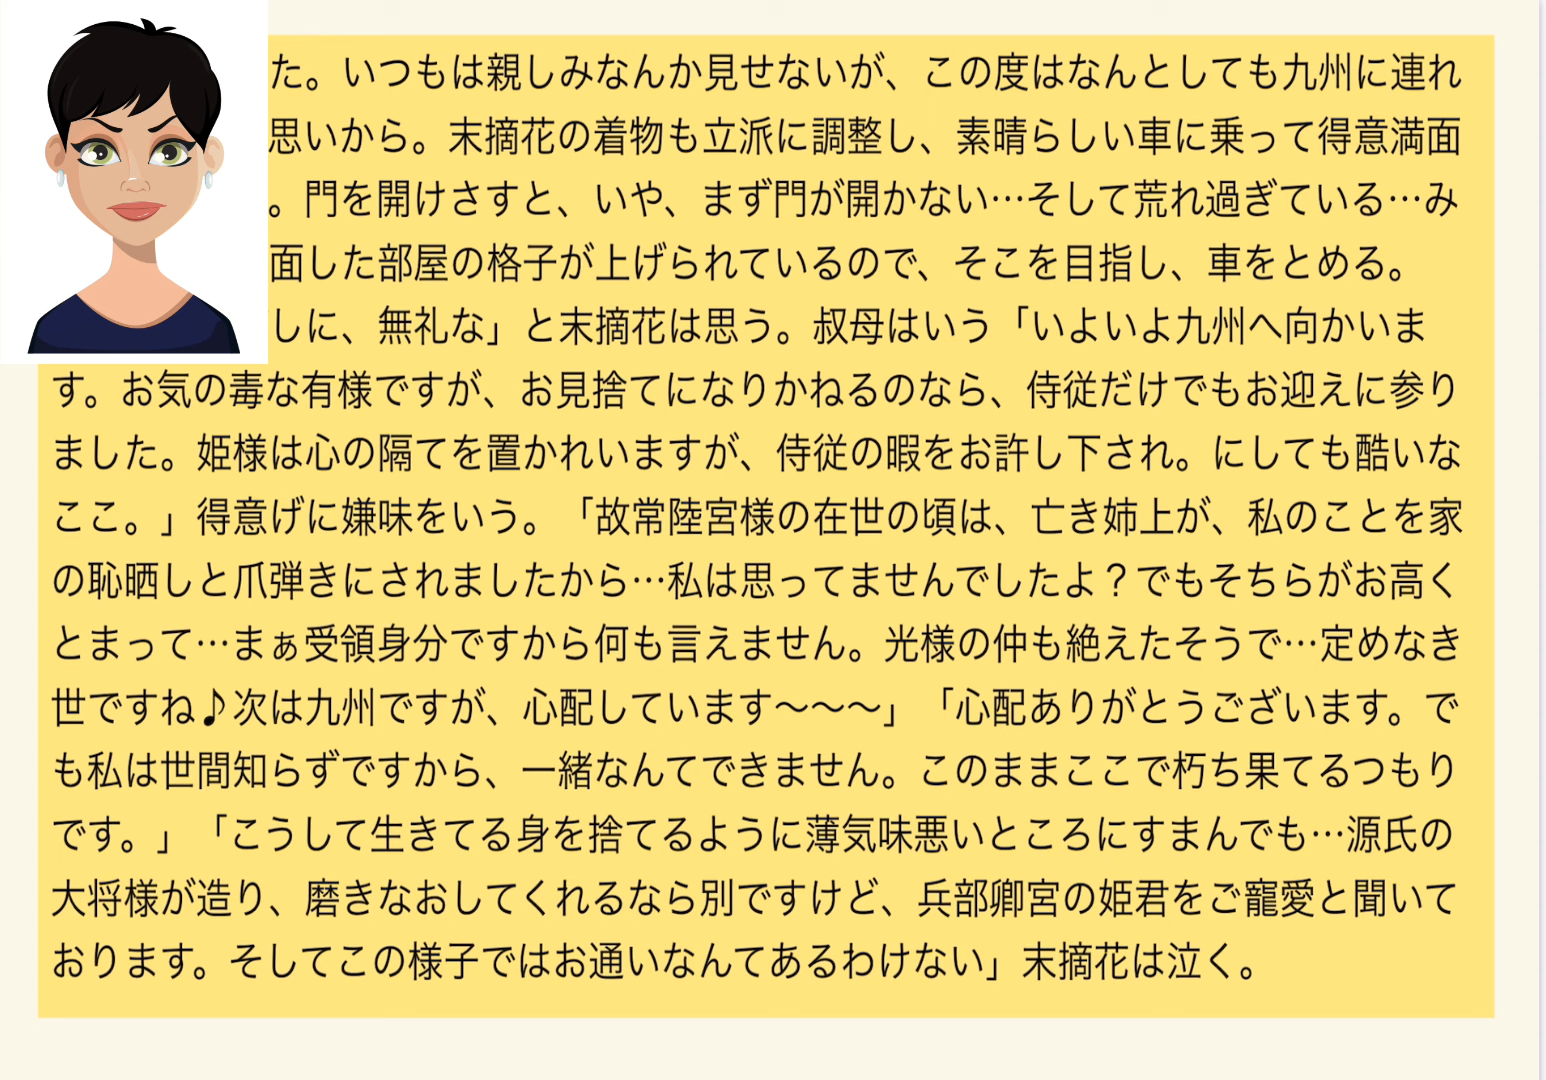 た。いつもは親しみなんか見せないが、この度はなんとしても九州に連れ
思いから。末摘花の着物も立派に調整し、素晴らしい車に乗って得意満面
。門を開けさすと、いや、まず門が開かない…そして荒れ過ぎている…み
面した部屋の格子が上げられているので、そこを目指し、車をとめる。
しに、無礼な」と末摘花は思う。叔母はいう「いよいよ九州へ向かいま
す。お気の毒な有様ですが、お見捨てになりかねるのなら、侍従だけでもお迎えに参り
ました。姫様は心の隔てを置かれいますが、侍従の暇をお許し下され。にしても酷いな
ここ。」得意げに嫌味をいう。「故常陸宮様の在世の頃は、亡き姉上が、私のことを家
の恥晒しと爪弾きにされましたから…私は思ってませんでしたよ？でもそちらがお高く
とまって…まぁ受領身分ですから何も言えません。光様の仲も絶えたそうで…定めなき
世ですね♪次は九州ですが、心配しています〜〜〜」「心配ありがとうございます。で
も私は世間知らずですから、一緒なんてできません。このままここで朽ち果てるつもり
です。」「こうして生きてる身を捨てるように薄気味悪いところにすまんでも…源氏の
大将様が造り、磨きなおしてくれるなら別ですけど、兵部卿宮の姫君をご寵愛と聞いて
おります。そしてこの様子ではお通いなんてあるわけない」末摘花は泣く。